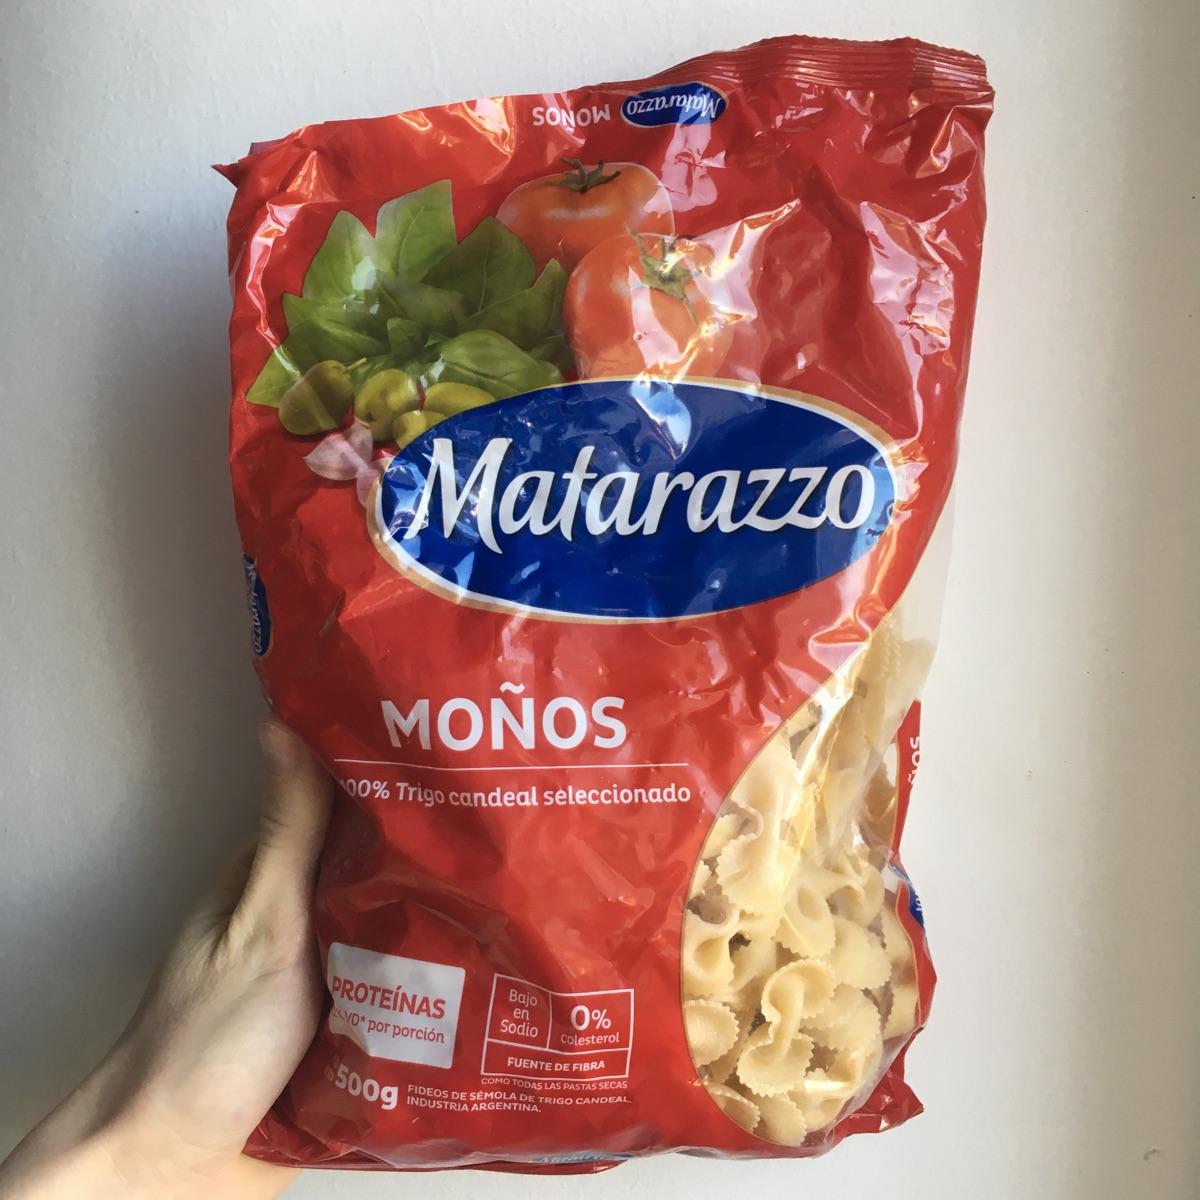 Matarazzo MOÑOS
Matarazzo
Matarazzo
MOÑOS
100% Trigo candeal seleccionado
PROTEÍNAS
por porción
Bajo
en
Sodio
0%
colesterol
FUENTE DE FIBRA
COMO TODAS LAS PASTAS SECAS
500g
FIDEOS DE SÉMOLA DE TRIGO CANDEAL.
INDUSTRIA ARGENTINA.